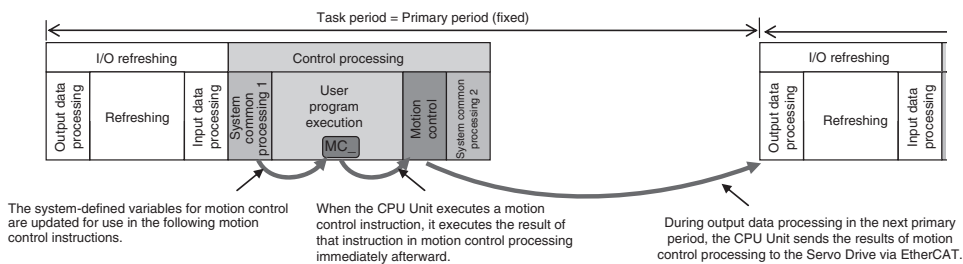 Task period = Primary period (fixed)
I/O refreshing
Control processing
I/O refreshing
Output data
processing
Refreshing
Input data
processing
System
common
processing 1
User
program
execution
MC_
Motion
control
System common
processing 2
Output data
processing
Refreshing
Input data
processing
The system-defined variables for motion control
are updated for use in the following motion
control instructions.
When the CPU Unit executes a motion
control instruction, it executes the result of
that instruction in motion control processing
immediately afterward.
During output data processing in the next primary
period, the CPU Unit sends the results of motion
control processing to the Servo Drive via EtherCAT.